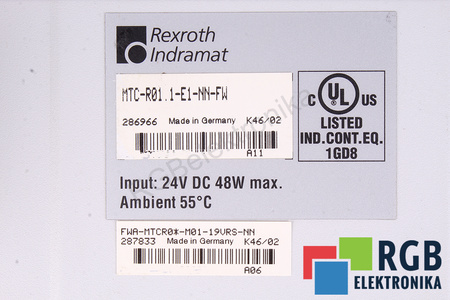 Rexroth
Indramat
MTC-R01.1-E1-NN-FW
286966 Made in Germany K46/02
A11
C UL US
LISTED
IND.CONT.EQ.
1GD8
Input: 24V DC 48W max.
Ambient 55°C
FWA-MTCR0*-M01-19VRS-NN
287833 Made in Germany K46/02
A06
RGBelektronika
RGB
ELEKTRONIKA